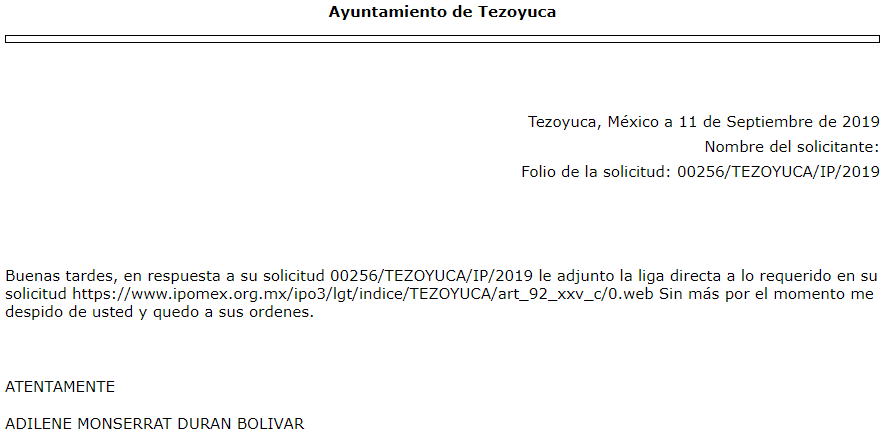 Ayuntamiento de Tezoyuca
Tezoyuca, México a 11 de Septiembre de 2019
Nombre del solicitante:
Folio de la solicitud: 00256/TEZOYUCA/IP/2019
Buenas tardes, en respuesta a su solicitud 00256/TEZOYUCA/IP/2019 le adjunto la liga directa a lo requerido en su
solicitud https://www.ipomex.org.mx/ipo3/lgt/indice/TEZOYUCA/art_92_xxv_c/0.web Sin más por el momento me
despido de usted y quedo a sus ordenes.
ATENTAMENTE
ADILENE MONSERRAT DURAN BOLIVAR